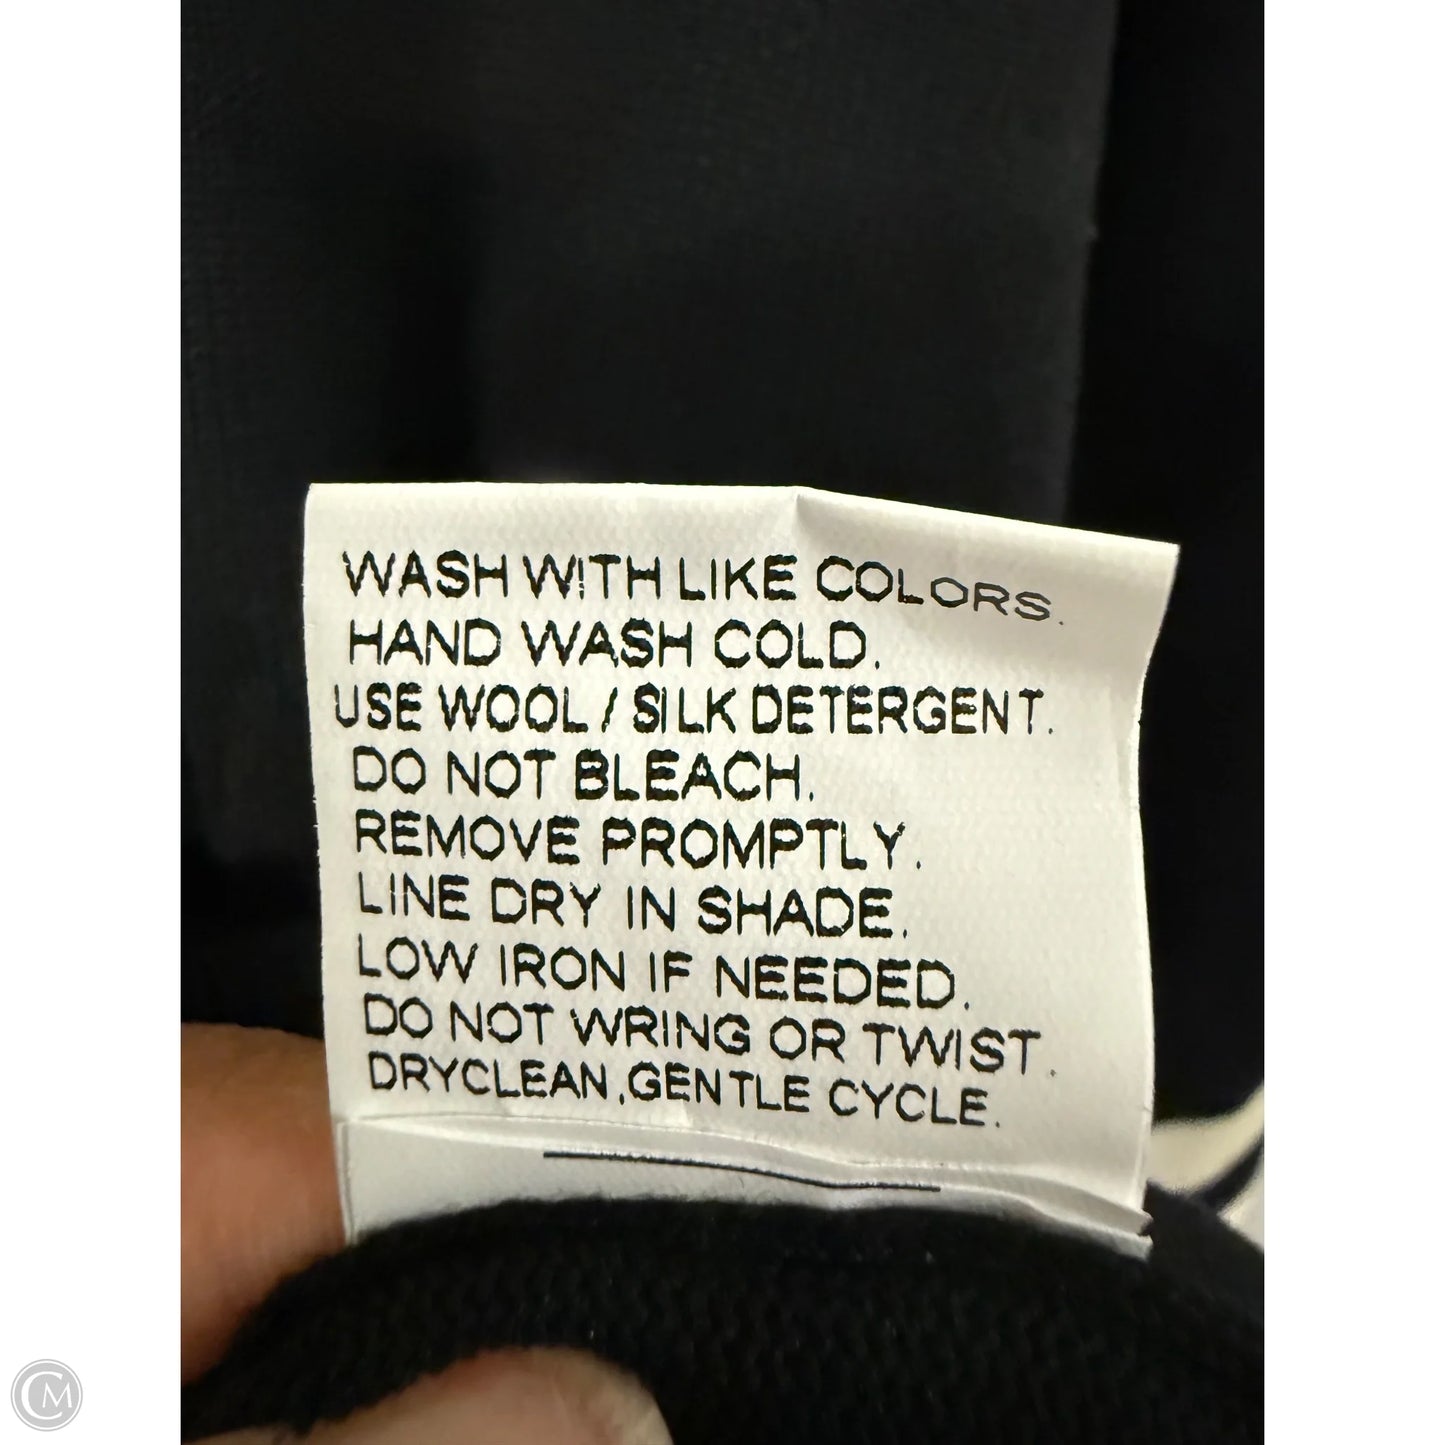 WASH WITH LIKE COLORS.
HAND WASH COLD.
USE WOOL / SILK DETERGENT.
DO NOT BLEACH.
REMOVE PROMPTLY.
LINE DRY IN SHADE.
LOW IRON IF NEEDED.
DO NOT WRING OR TWIST.
DRYCLEAN,GENTLE CYCLE.
CM